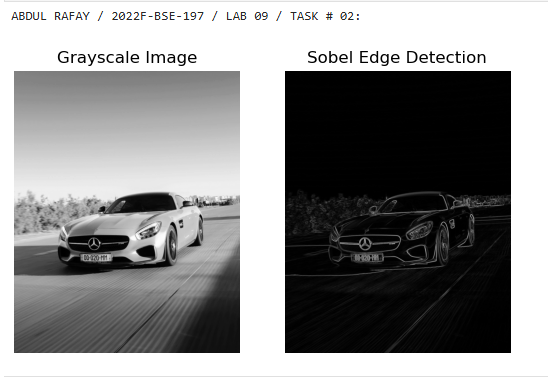 ABDUL RAFAY / 2022F-BSE-197 / LAB 09 / TASK # 02:
Grayscale Image
Sobel Edge Detection